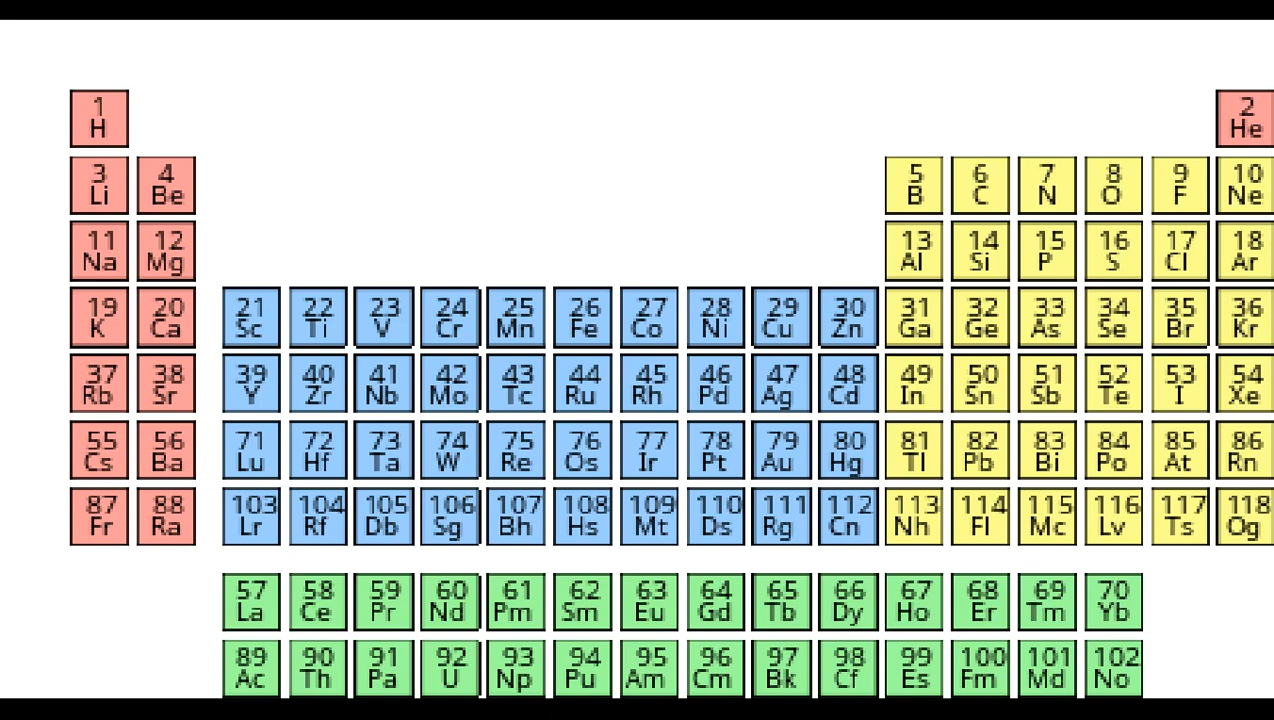 1 2
H He
3 4 5 6 7 8 9 10
Li Be B C N O F Ne
11 12 13 14 15 16 17 18
Na Mg Al Si P S Cl Ar
19 20 21 22 23 24 25 26 27 28 29 30 31 32 33 34 35 36
K Ca Sc Ti V Cr Mn Fe Co Ni Cu Zn Ga Ge As Se Br Kr
37 38 39 40 41 42 43 44 45 46 47 48 49 50 51 52 53 54
Rb Sr Y Zr Nb Mo Tc Ru Rh Pd Ag Cd In Sn Sb Te I Xe
55 56 71 72 73 74 75 76 77 78 79 80 81 82 83 84 85 86
Cs Ba Lu Hf Ta W Re Os Ir Pt Au Hg Tl Pb Bi Po At Rn
87 88 103 104 105 106 107 108 109 110 111 112 113 114 115 116 117 118
Fr Ra Lr Rf Db Sg Bh Hs Mt Ds Rg Cn Nh Fl Mc Lv Ts Og
57 58 59 60 61 62 63 64 65 66 67 68 69 70
La Ce Pr Nd Pm Sm Eu Gd Tb Dy Ho Er Tm Yb
89 90 91 92 93 94 95 96 97 98 99 100 101 102
Ac Th Pa U Np Pu Am Cm Bk Cf Es Fm Md No